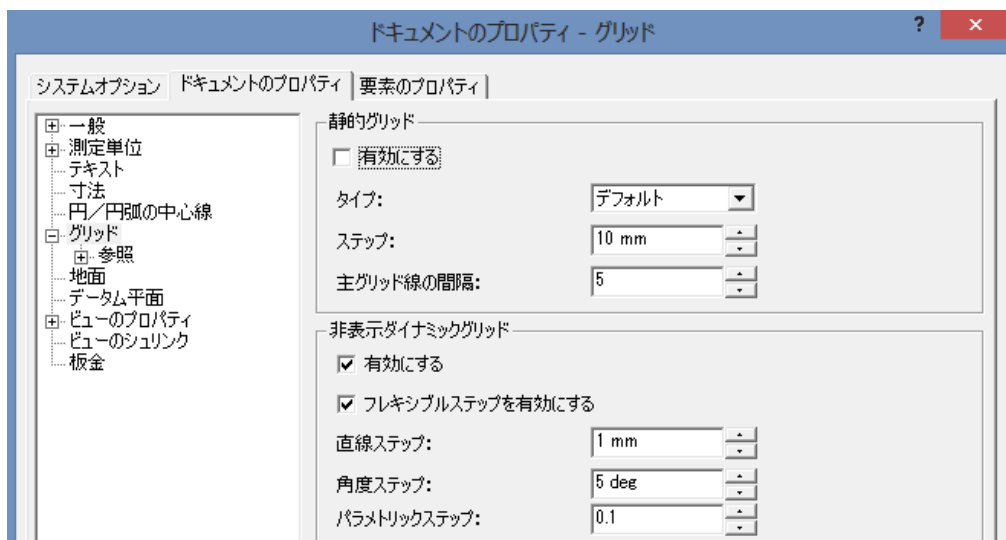 ドキュメントのプロパティ - グリッド
?
×
システムオプション ドキュメントのプロパティ 要素のプロパティ
一般
測定単位
テキスト
寸法
円/円弧の中心線
グリッド
参照
地面
データム平面
ビューのプロパティ
ビューのシュリンク
板金
静的グリッド
有効にする
タイプ: デフォルト
ステップ: 10 mm
主グリッド線の間隔: 5
非表示ダイナミックグリッド
有効にする
フレキシブルステップを有効にする
直線ステップ: 1 mm
角度ステップ: 5 deg
パラメトリックステップ: 0.1